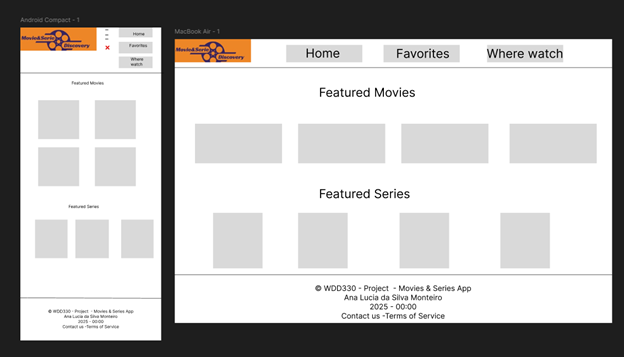 Android Compact - 1
Movie&Serie
Discovery
Home
Favorites
Where
watch
Featured Movies
Featured Series
© WDD330 - Project - Movies & Series App
Ana Lucia da Silva Monteiro
2025 - 00:00
Contact us -Terms of Service
MacBook Air - 1
Movie&Serie
Discovery
Home
Favorites
Where watch
Featured Movies
Featured Series
© WDD330 - Project - Movies & Series App
Ana Lucia da Silva Monteiro
2025 - 00:00
Contact us -Terms of Service